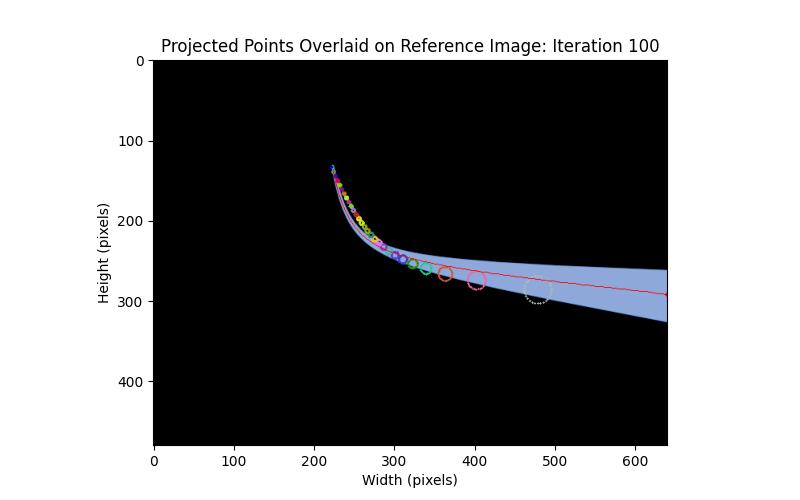 Projected Points Overlaid on Reference Image: Iteration 100
0
100
200
300
400
Height (pixels)
0 100 200 300 400 500 600
Width (pixels)